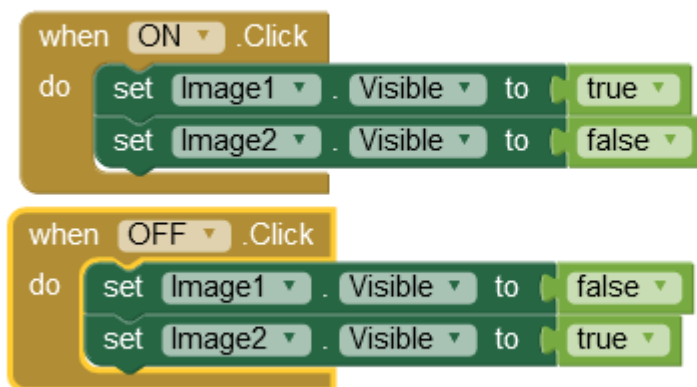 when ON .Click
do set Image1 . Visible to true
set Image2 . Visible to false
when OFF .Click
do set Image1 . Visible to false
set Image2 . Visible to true